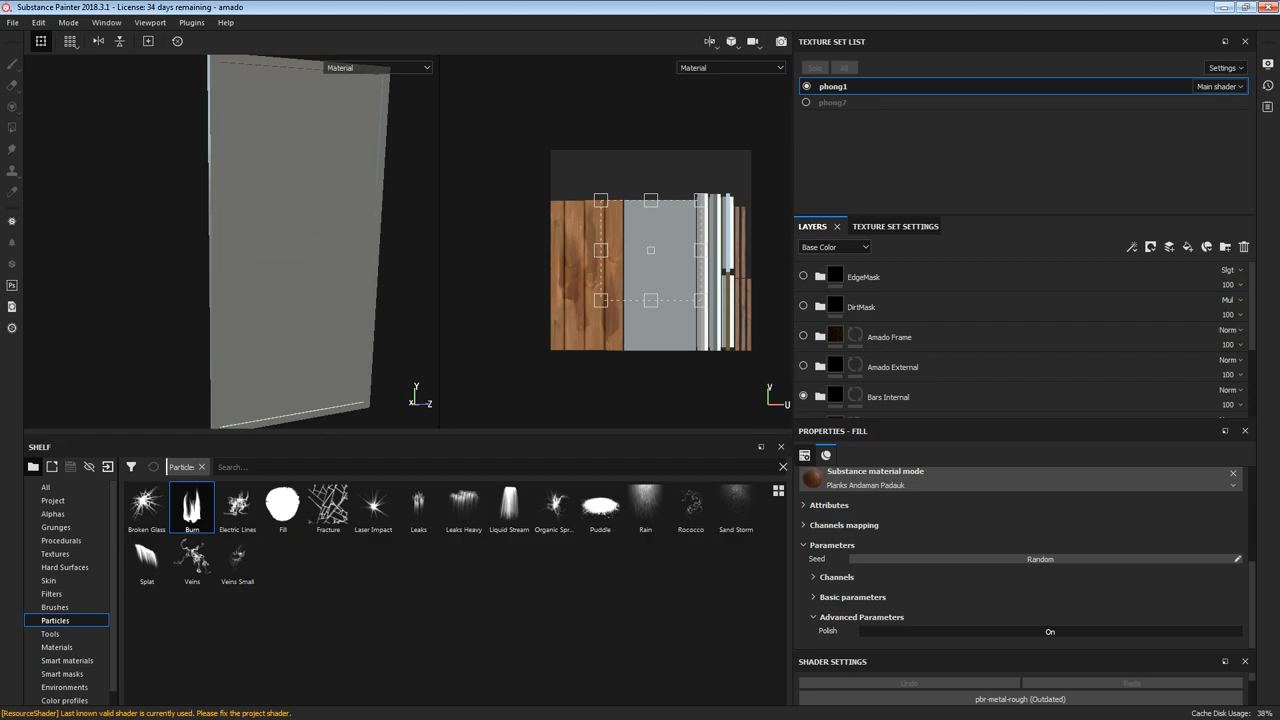 Substance Painter 2018.3.1 - License: 34 days remaining - amado
File Edit Mode Window Viewport Plugins Help
Material
Material
Y
X
Z
V
U
TEXTURE SET LIST
Solo All Settings
phong1 Main shader
phong7
LAYERS TEXTURE SET SETTINGS
Base Color
EdgeMask Slgt 100
DirtMask Mul 100
Amado Frame Norm 100
Amado External Norm 100
Bars Internal Norm 100
PROPERTIES - FILL
Substance material mode
Planks Andaman Padauk
Attributes
Channels mapping
Parameters
Seed Random
Channels
Basic parameters
Advanced Parameters
Polish On
SHADER SETTINGS
Undo Redo
pbr-metal-rough (Outdated)
SHELF
Particle Search...
All
Project
Alphas
Grunges
Procedurals
Textures
Hard Surfaces
Skin
Filters
Brushes
Particles
Tools
Materials
Smart materials
Smart masks
Environments
Color profiles
Broken Glass Burn Electric Lines Fill Fracture Laser Impact Leaks Leaks Heavy Liquid Stream Organic Spr... Puddle Rain Rococco Sand Storm
Splat Veins Veins Small
Ps
[ResourceShader] Last known valid shader is currently used. Please fix the project shader.
Cache Disk Usage: 38%